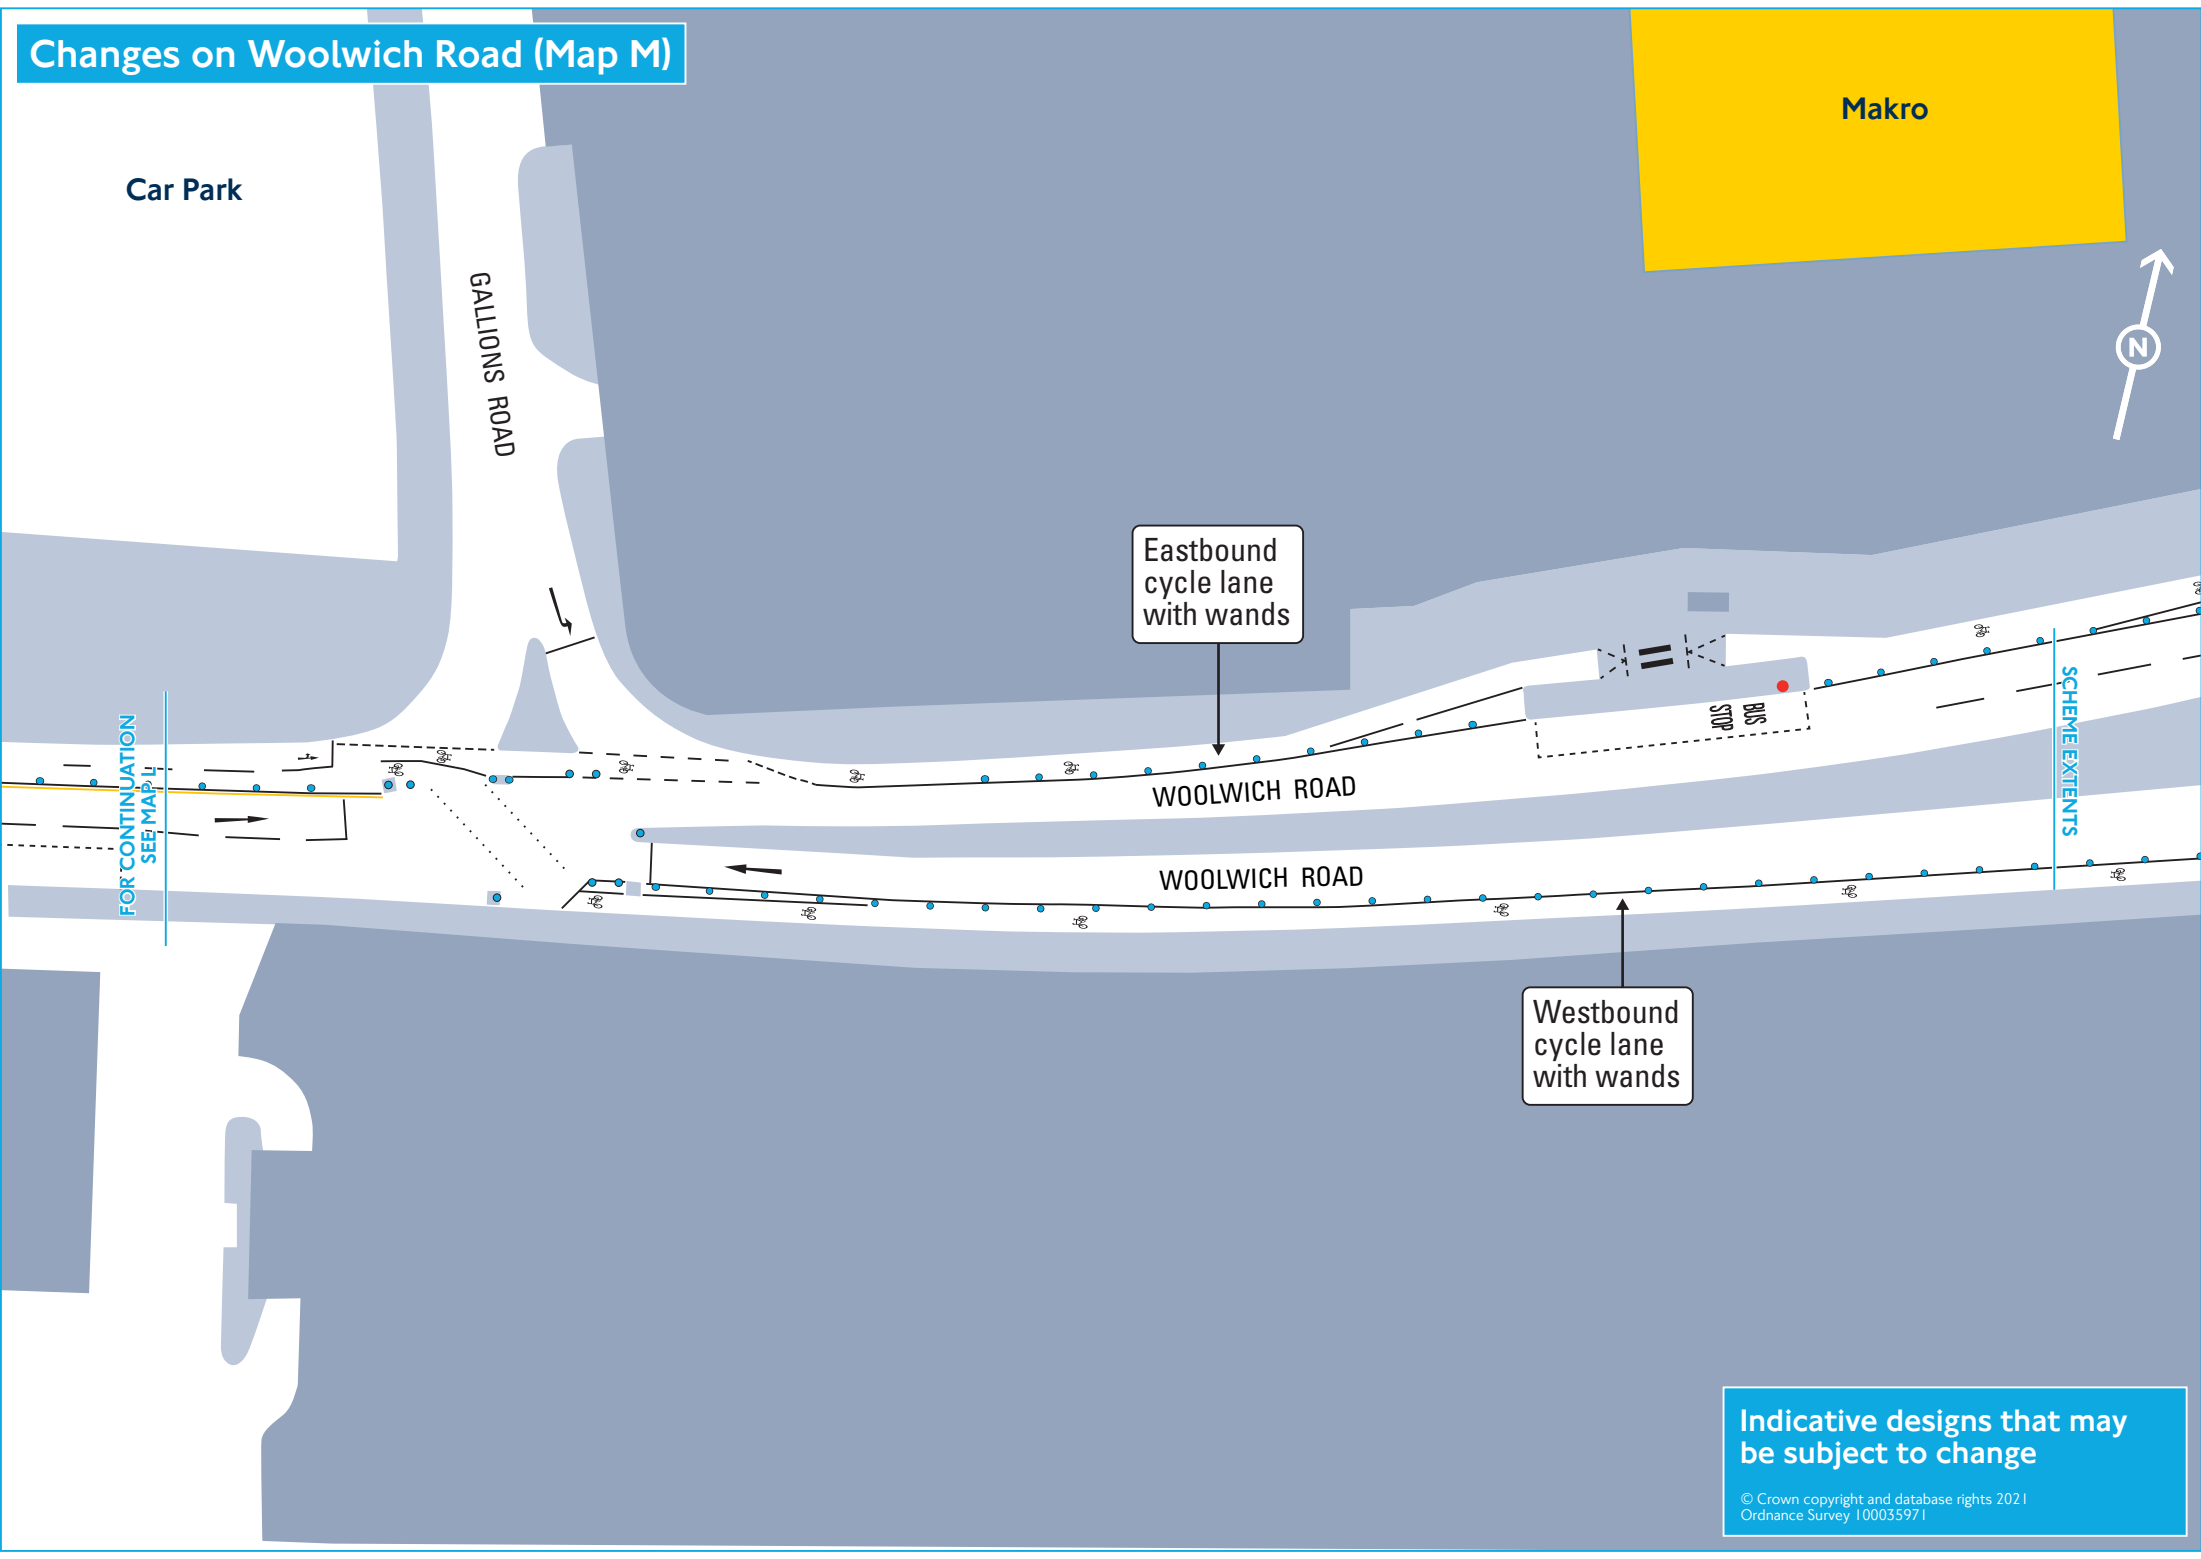 Changes on Woolwich Road (Map M)
Makro
Car Park
N
GALLIONS ROAD
Eastbound
cycle lane
with wands
BUS
STOP
SCHEME EXTENTS
FOR CONTINUATION
SEE MAP L
WOOLWICH ROAD
WOOLWICH ROAD
Westbound
cycle lane
with wands
Indicative designs that may
be subject to change
© Crown copyright and database rights 2021
Ordnance Survey 100035971